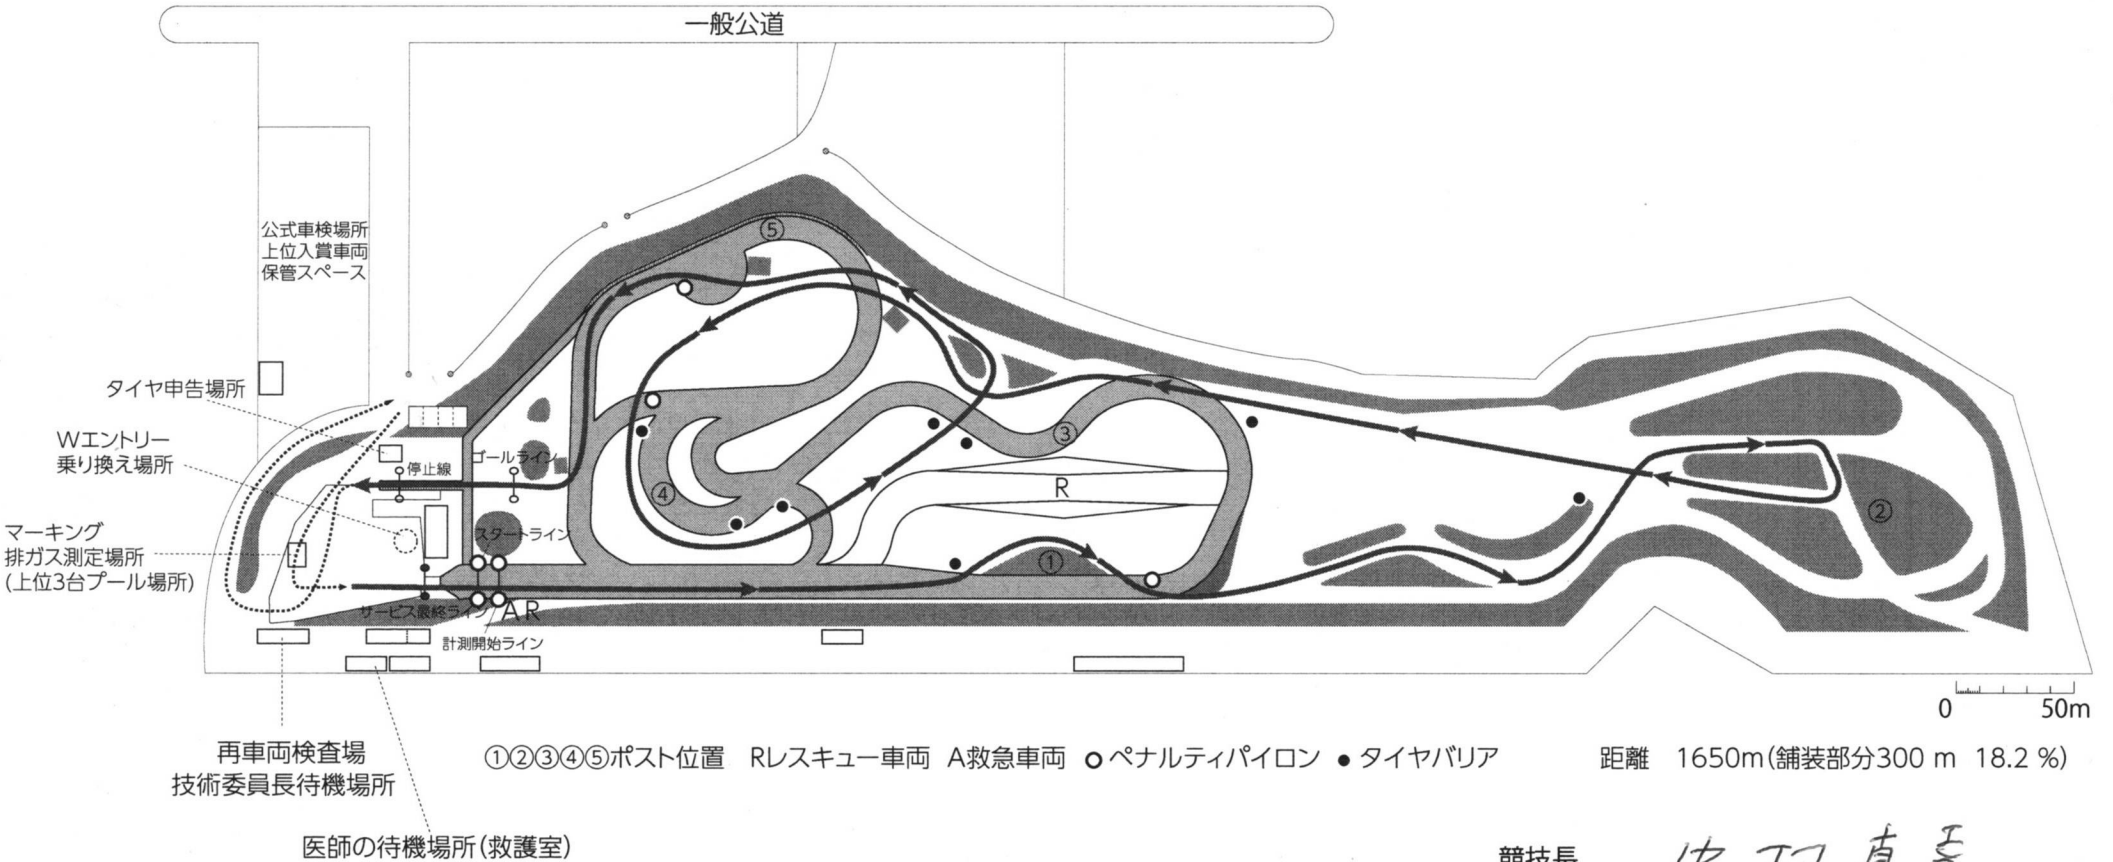 一般公道
⑤
公式車検場所
上位入賞車両
保管スペース
タイヤ申告場所
Wエントリー
乗り換え場所
停止線
ゴールライン
③
④
R
②
マーキング
排ガス測定場所
(上位3台プール場所)
スタートライン
①
サービス最終ライン
A R
計測開始ライン
0 50m
再車両検査場
技術委員長待機場所
①②③④⑤ポスト位置 Rレスキュー車両 A救急車両 ○ペナルティパイロン ●タイヤバリア
距離 1650m(舗装部分300 m 18.2 %)
医師の待機場所(救護室)
競技長